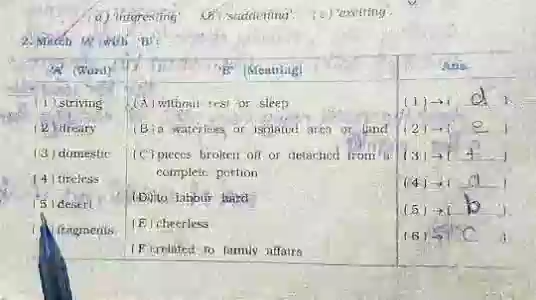 (a) 'interesting' (B) 'saddening'. (c) 'exciting'.
2. Match 'A' with 'B':
'A' (Word) 'B' (Meaning) Ans.
(1) striving (A) without rest or sleep (1)→( d )
(2) dreary (B) a waterless or isolated area or land (2)→( e )
(3) domestic (C) pieces broken off or detached from a complete portion (3)→( f )
(4) tireless (D) to labour hard (4)→( a )
(5) desert (E) cheerless (5)→( b )
(6) fragments (F) related to family affairs (6)→( C )